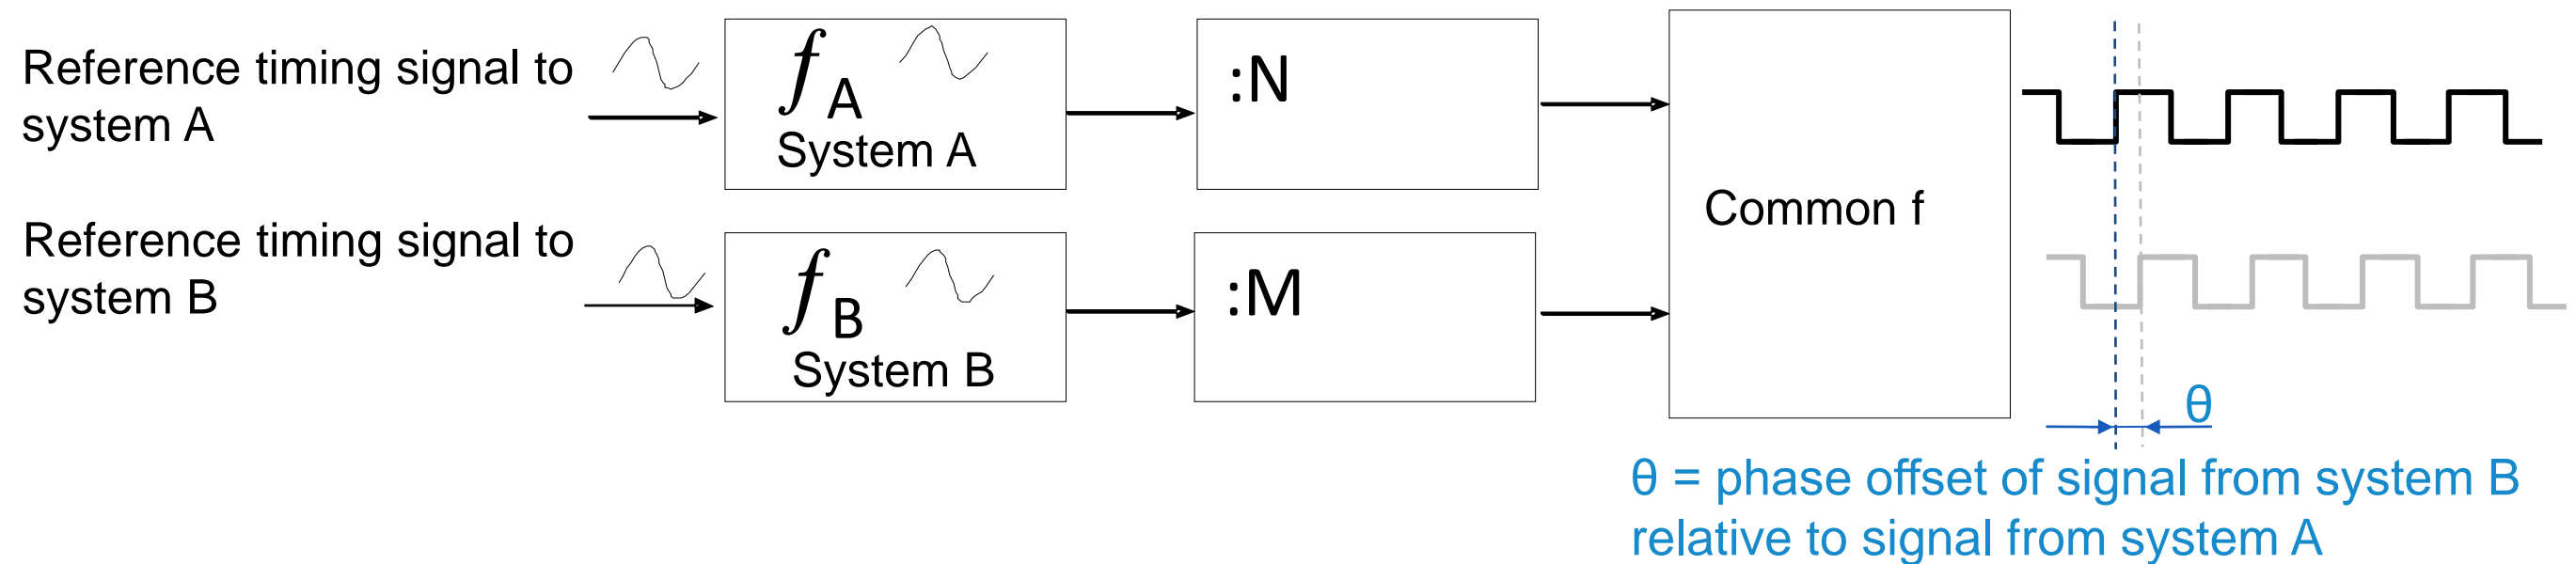 Reference timing signal to
system A
f A
System A
:N
Common f
Reference timing signal to
system B
f B
System B
:M
θ
θ = phase offset of signal from system B
relative to signal from system A